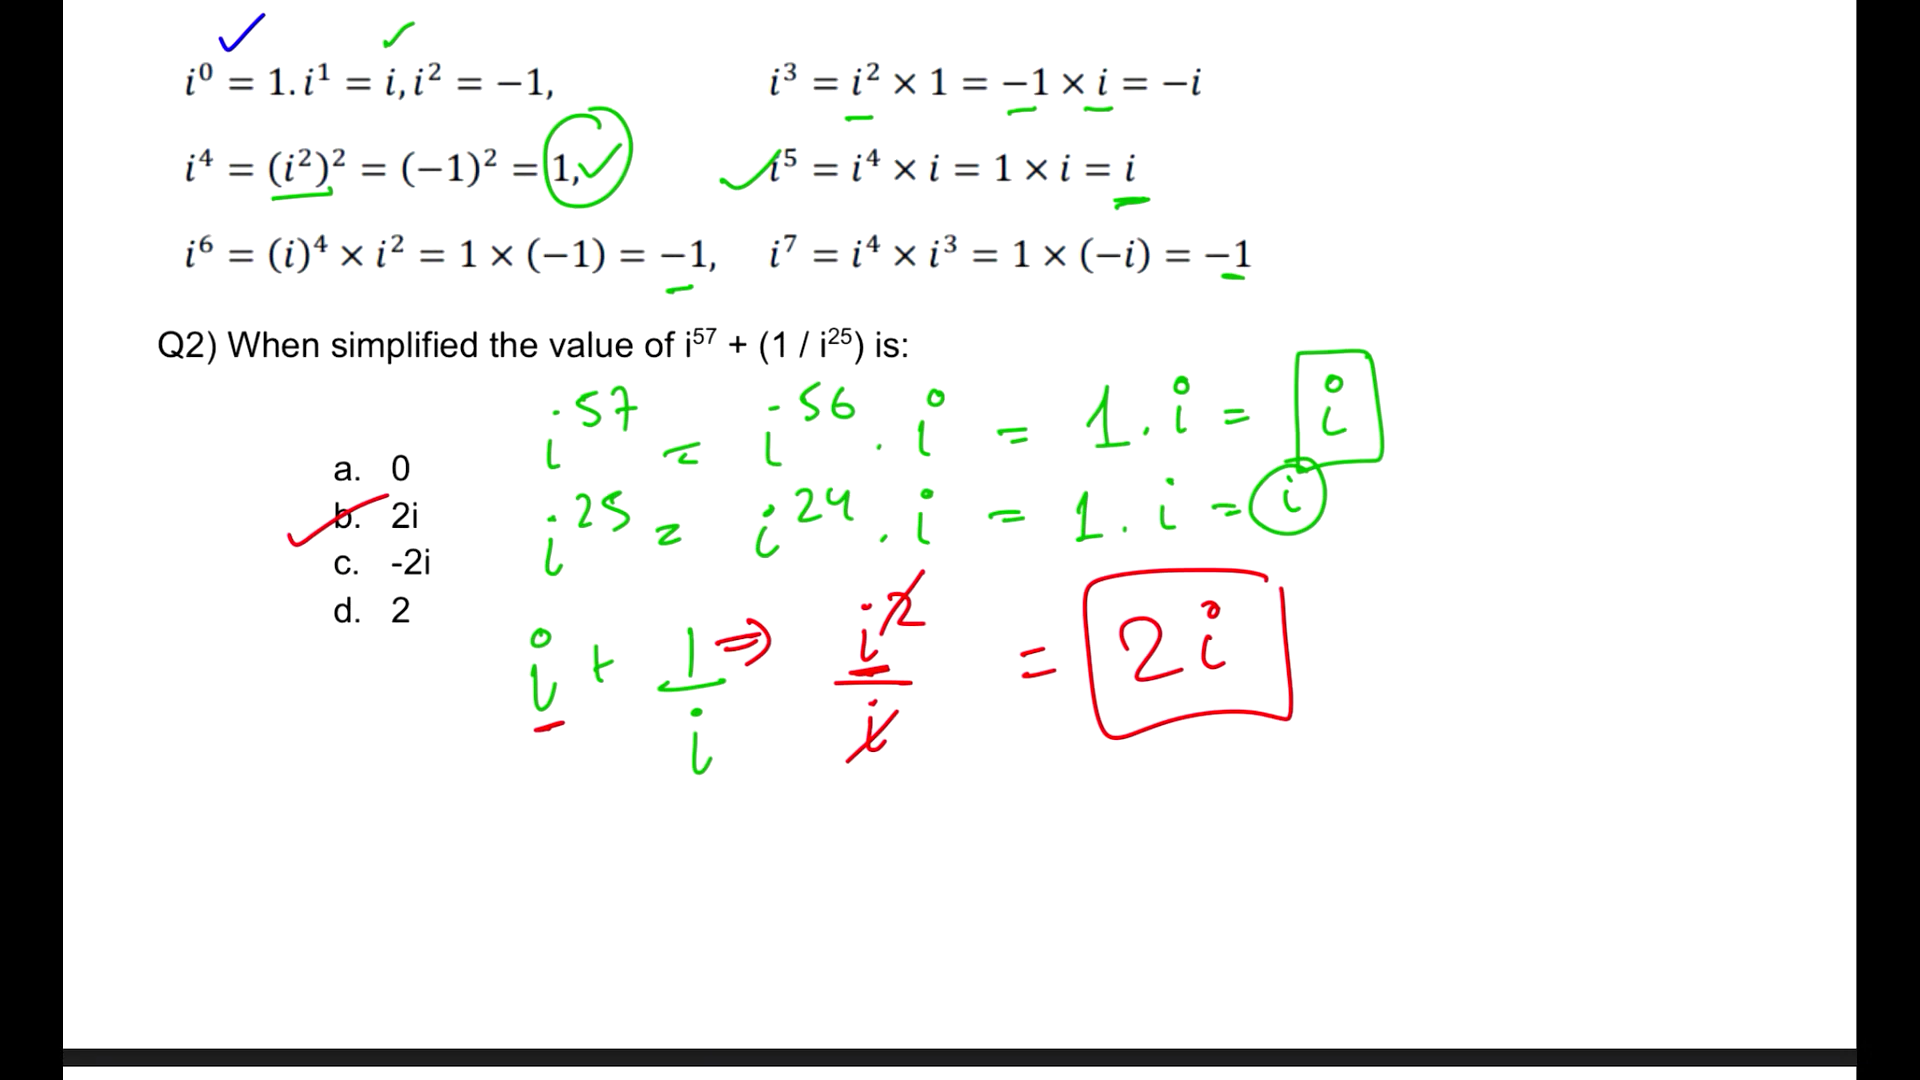 i⁰ = 1. i¹ = i, i² = −1, i³ = i² × 1 = −1 × i = −i
i⁴ = (i²)² = (−1)² = 1, i⁵ = i⁴ × i = 1 × i = i
i⁶ = (i)⁴ × i² = 1 × (−1) = −1, i⁷ = i⁴ × i³ = 1 × (−i) = −1
Q2) When simplified the value of i⁵⁷ + (1 / i²⁵) is:
i⁵⁷ = i⁵⁶ . i = 1 . i = i
a. 0
b. 2i
i²⁵ = i²⁴ . i = 1 . i = i
c. -2i
d. 2
i + 1/i ⇒ i²/i = 2i